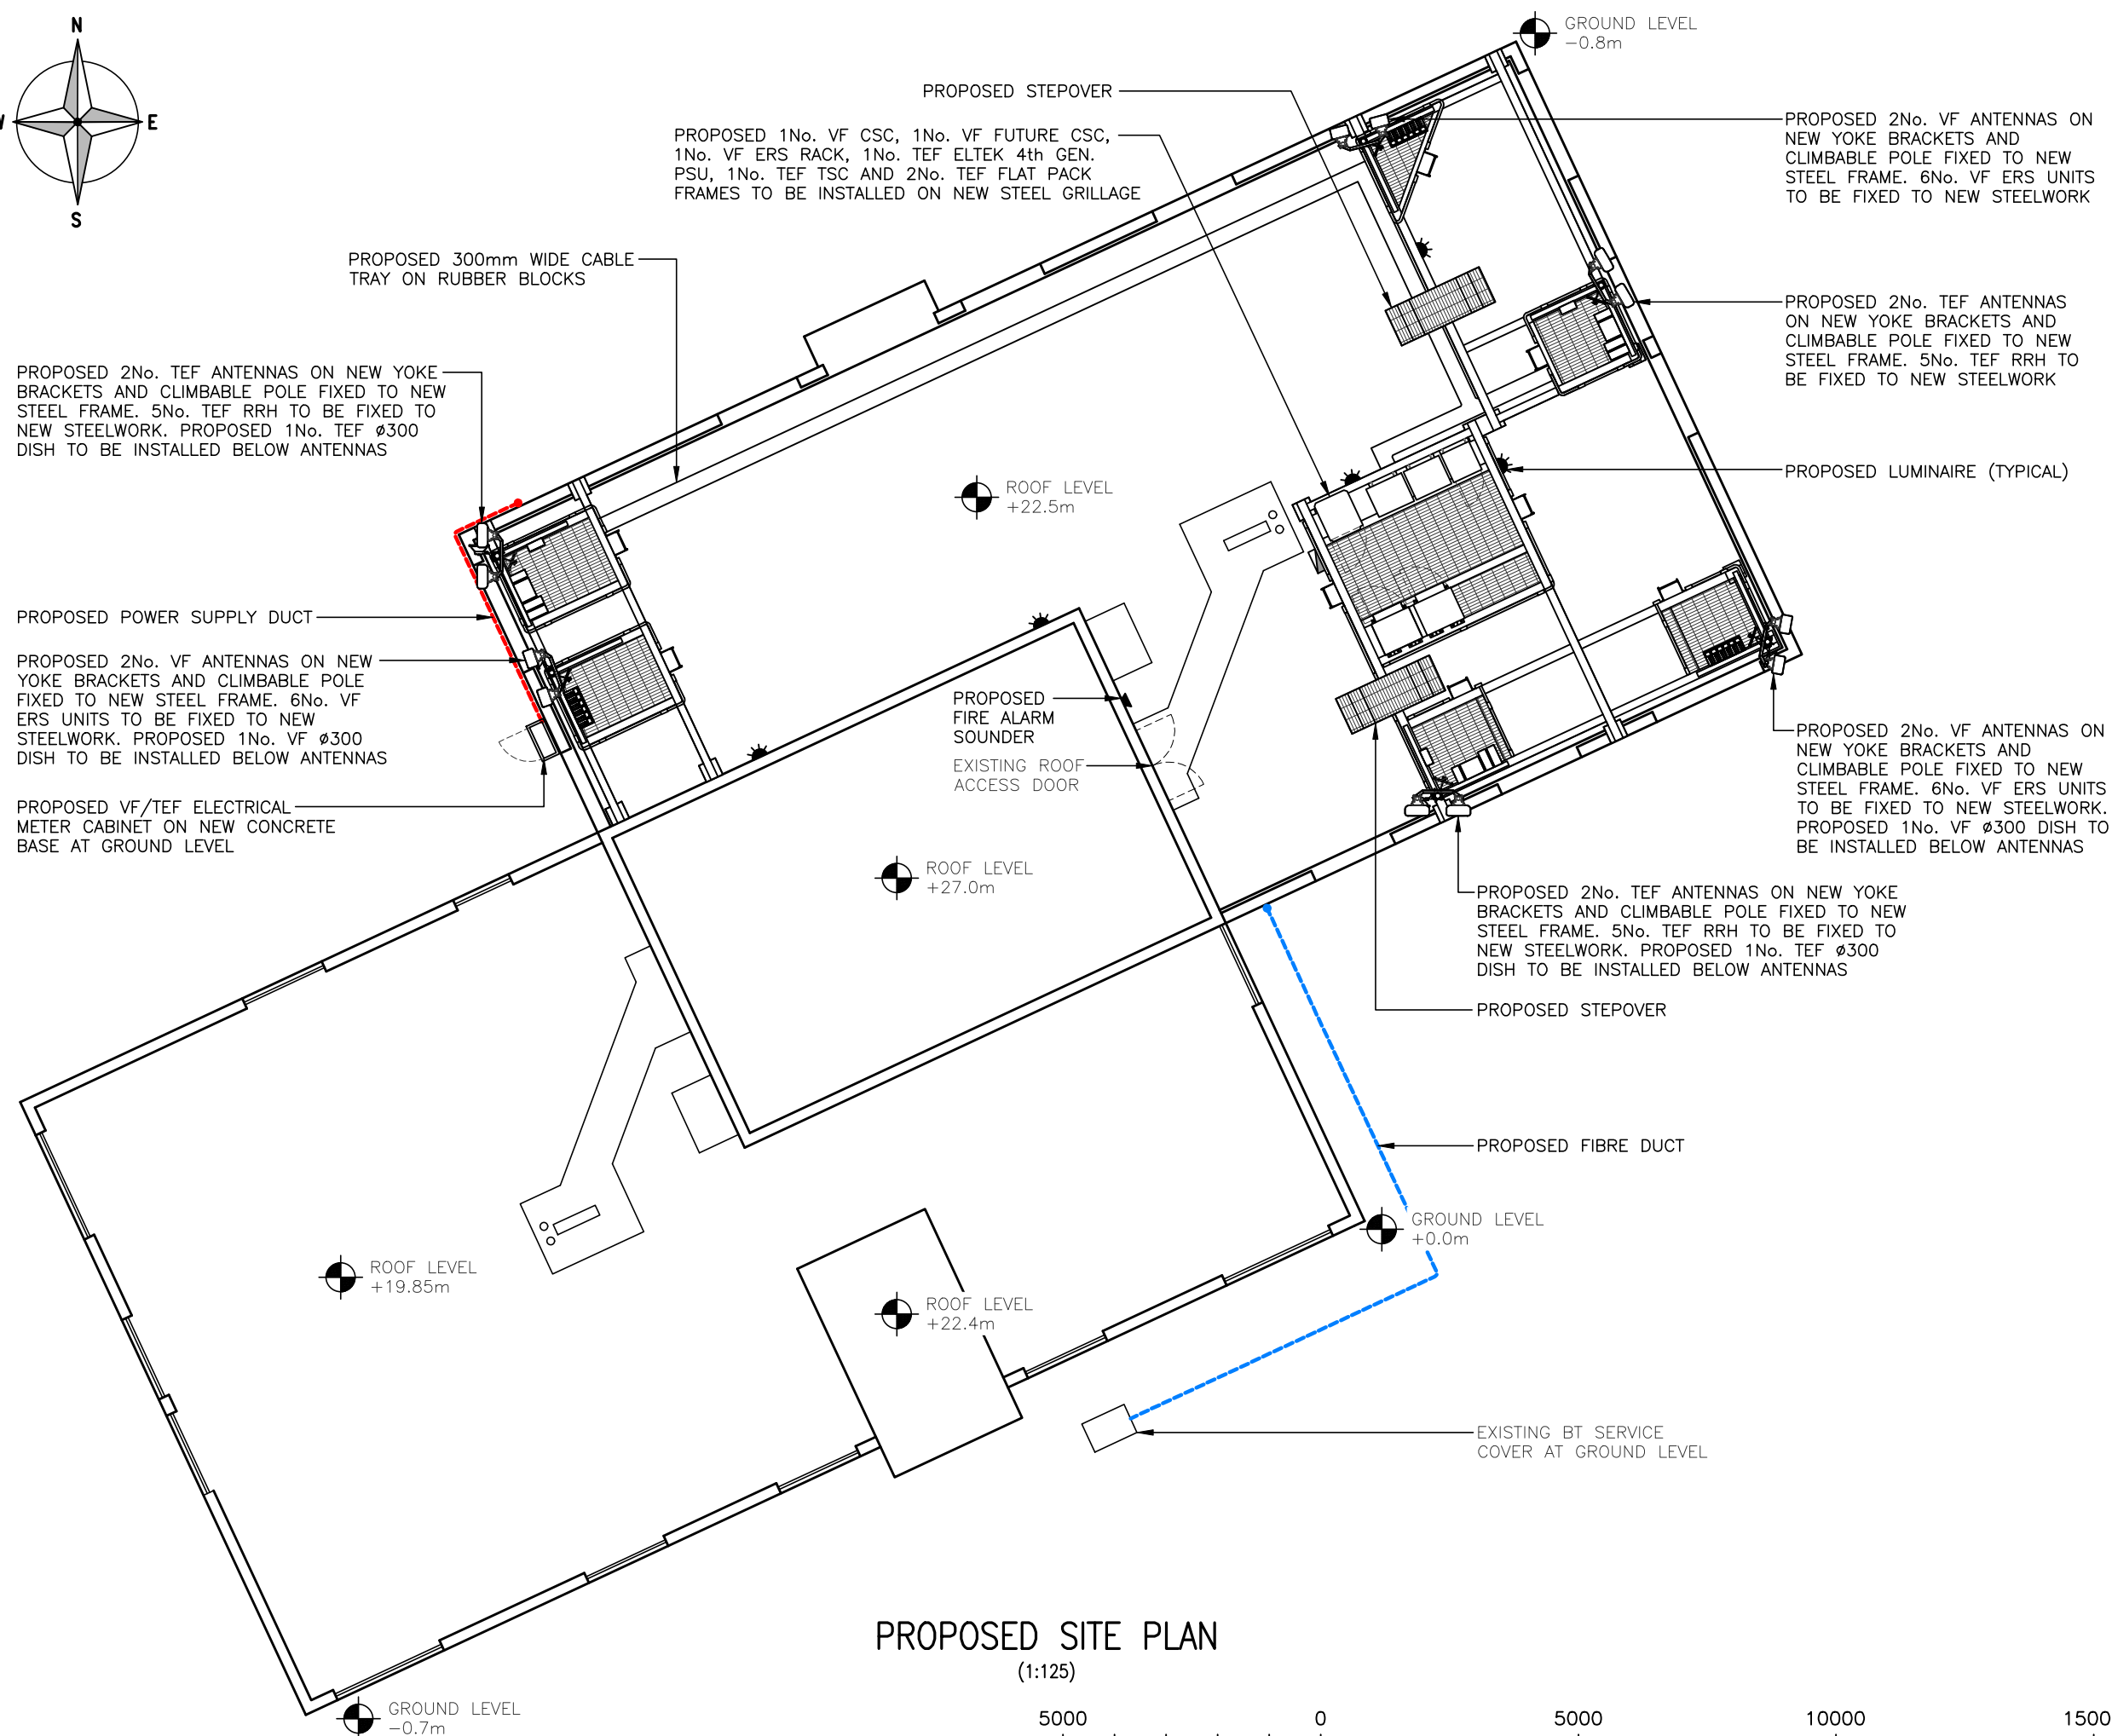 N
GROUND LEVEL
-0.8m
W
E
S
PROPOSED STEPOVER
PROPOSED 1No. VF CSC, 1No. VF FUTURE CSC,
1No. VF ERS RACK, 1No. TEF ELTEK 4th GEN.
PSU, 1No. TEF TSC AND 2No. TEF FLAT PACK
FRAMES TO BE INSTALLED ON NEW STEEL GRILLAGE
PROPOSED 2No. VF ANTENNAS ON
NEW YOKE BRACKETS AND
CLIMBABLE POLE FIXED TO NEW
STEEL FRAME. 6No. VF ERS UNITS
TO BE FIXED TO NEW STEELWORK
PROPOSED 300mm WIDE CABLE
TRAY ON RUBBER BLOCKS
PROPOSED 2No. TEF ANTENNAS
ON NEW YOKE BRACKETS AND
CLIMBABLE POLE FIXED TO NEW
STEEL FRAME. 5No. TEF RRH TO
BE FIXED TO NEW STEELWORK
PROPOSED 2No. TEF ANTENNAS ON NEW YOKE
BRACKETS AND CLIMBABLE POLE FIXED TO NEW
STEEL FRAME. 5No. TEF RRH TO BE FIXED TO
NEW STEELWORK. PROPOSED 1No. TEF ø300
DISH TO BE INSTALLED BELOW ANTENNAS
PROPOSED LUMINAIRE (TYPICAL)
ROOF LEVEL
+22.5m
PROPOSED POWER SUPPLY DUCT
PROPOSED 2No. VF ANTENNAS ON NEW
YOKE BRACKETS AND CLIMBABLE POLE
FIXED TO NEW STEEL FRAME. 6No. VF
ERS UNITS TO BE FIXED TO NEW
STEELWORK. PROPOSED 1No. VF ø300
DISH TO BE INSTALLED BELOW ANTENNAS
PROPOSED
FIRE ALARM
SOUNDER
EXISTING ROOF
ACCESS DOOR
PROPOSED 2No. VF ANTENNAS ON
NEW YOKE BRACKETS AND
CLIMBABLE POLE FIXED TO NEW
STEEL FRAME. 6No. VF ERS UNITS
TO BE FIXED TO NEW STEELWORK.
PROPOSED 1No. VF ø300 DISH TO
BE INSTALLED BELOW ANTENNAS
PROPOSED VF/TEF ELECTRICAL
METER CABINET ON NEW CONCRETE
BASE AT GROUND LEVEL
ROOF LEVEL
+27.0m
PROPOSED 2No. TEF ANTENNAS ON NEW YOKE
BRACKETS AND CLIMBABLE POLE FIXED TO NEW
STEEL FRAME. 5No. TEF RRH TO BE FIXED TO
NEW STEELWORK. PROPOSED 1No. TEF ø300
DISH TO BE INSTALLED BELOW ANTENNAS
PROPOSED STEPOVER
PROPOSED FIBRE DUCT
GROUND LEVEL
+0.0m
ROOF LEVEL
+19.85m
ROOF LEVEL
+22.4m
EXISTING BT SERVICE
COVER AT GROUND LEVEL
PROPOSED SITE PLAN
(1:125)
GROUND LEVEL
-0.7m
5000 0 5000 10000 1500